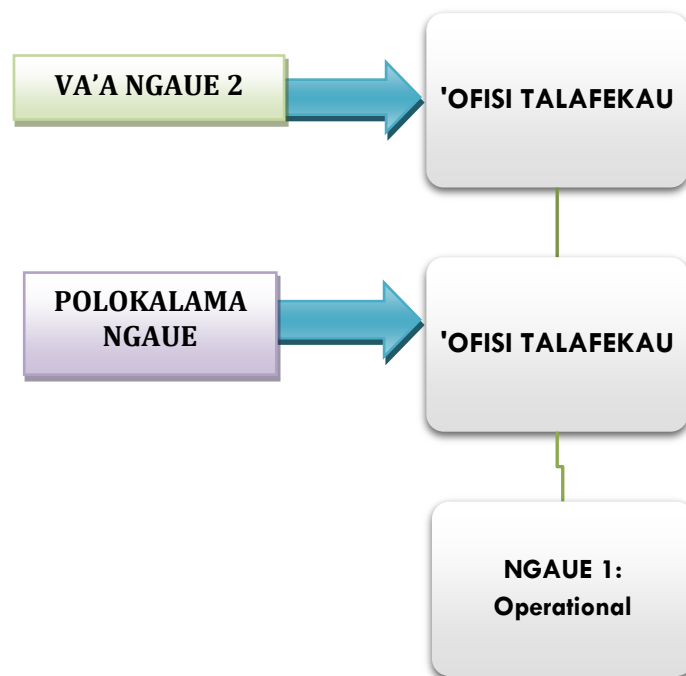 VA'A NGAUE 2
'OFISI TALAFEKAU
POLOKALAMA
NGAUE
'OFISI TALAFEKAU
NGAUE 1:
Operational